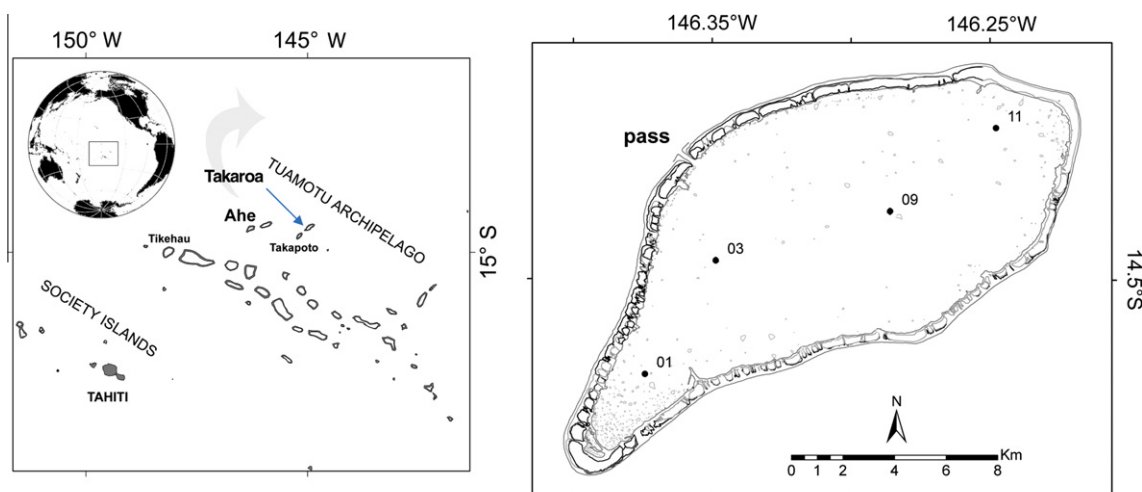 150° W
145° W
Takaroa
TUAMOTU ARCHIPELAGO
Ahe
Tikehau
Takapoto
15° S
SOCIETY ISLANDS
TAHITI
146.35°W
146.25°W
pass
11
09
03
14.5°S
01
N
Km
0 1 2 4 6 8